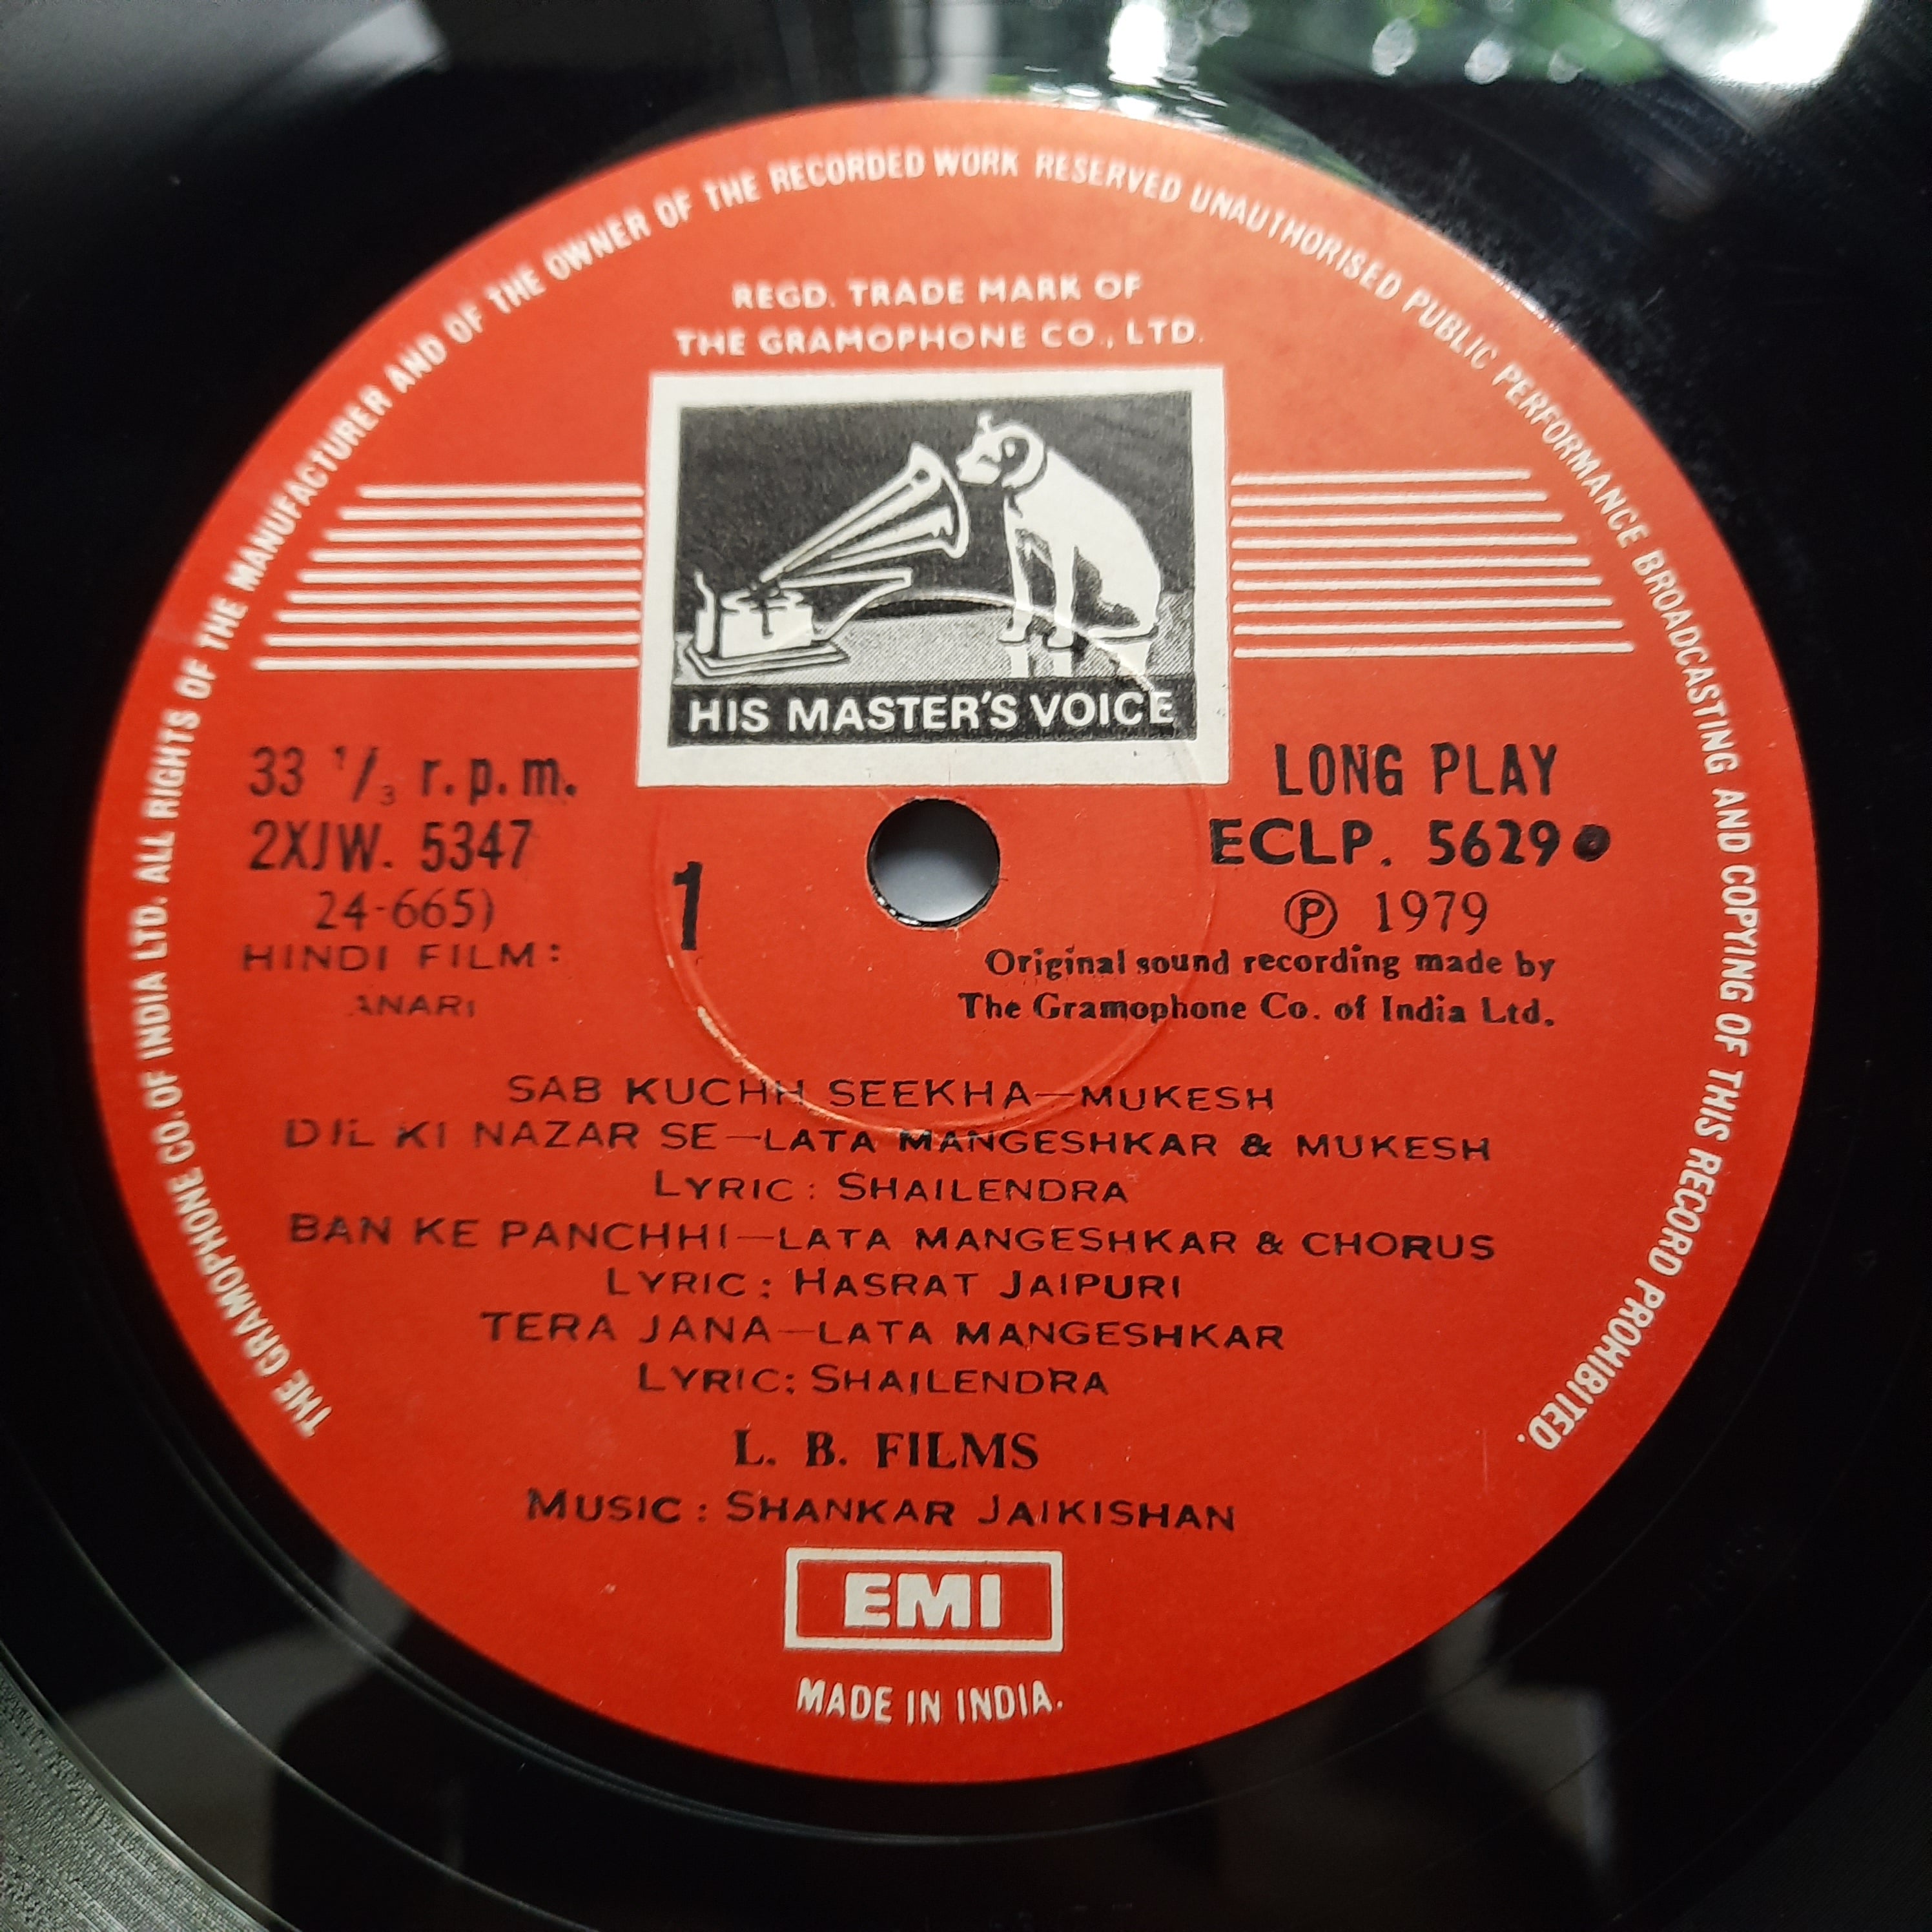 THE GRAMOPHONE CO. OF INDIA LTD. ALL RIGHTS OF THE MANUFACTURER AND OF THE OWNER OF THE RECORDED WORK RESERVED UNAUTHORISED PUBLIC PERFORMANCE BROADCASTING AND COPYING OF THIS RECORD PROHIBITED.
REGD. TRADE MARK OF
THE GRAMOPHONE CO., LTD.
HIS MASTER'S VOICE
33 1/3 r.p.m.
2XJW. 5347
24-665)
HINDI FILM:
ANARI
1
LONG PLAY
ECLP. 5629
Ⓟ 1979
Original sound recording made by
The Gramophone Co. of India Ltd.
SAB KUCHH SEEKHA—MUKESH
DIL KI NAZAR SE—LATA MANGESHKAR & MUKESH
LYRIC: SHAILENDRA
BAN KE PANCHHI—LATA MANGESHKAR & CHORUS
LYRIC: HASRAT JAIPURI
TERA JANA—LATA MANGESHKAR
LYRIC: SHAILENDRA
L. B. FILMS
MUSIC: SHANKAR JAIKISHAN
EMI
MADE IN INDIA.